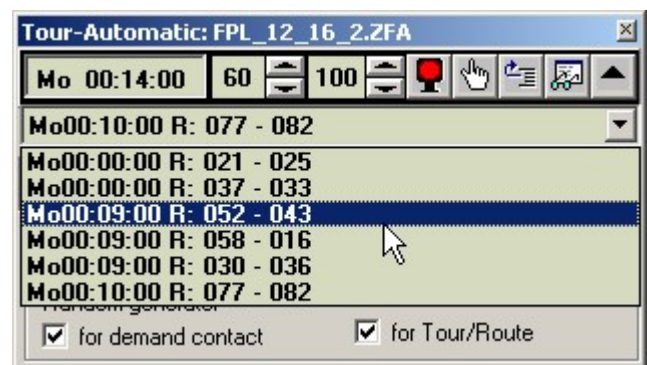 Tour-Automatic: FPL_12_16_2.ZFA
Mo 00:14:00 60 100
Mo00:10:00 R: 077 - 082
Mo00:00:00 R: 021 - 025
Mo00:00:00 R: 037 - 033
Mo00:09:00 R: 052 - 043
Mo00:09:00 R: 058 - 016
Mo00:09:00 R: 030 - 036
Mo00:10:00 R: 077 - 082
Random generator
for demand contact for Tour/Route